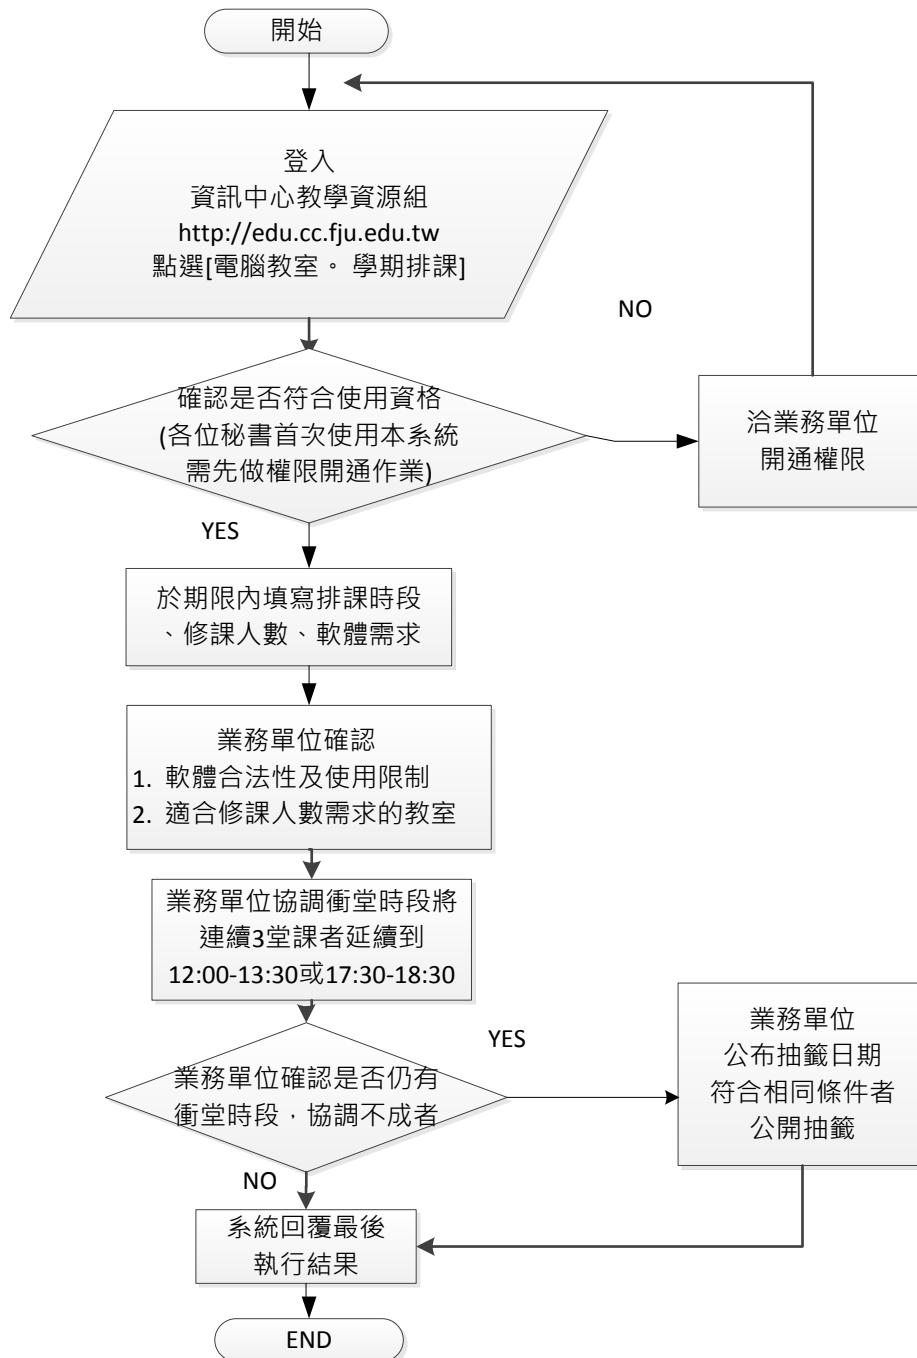 開始
登入
資訊中心教學資源組
http://edu.cc.fju.edu.tw
點選[電腦教室。 學期排課]
NO
確認是否符合使用資格
(各位秘書首次使用本系統
需先做權限開通作業)
洽業務單位
開通權限
YES
於期限內填寫排課時段
、修課人數、軟體需求
業務單位確認
1. 軟體合法性及使用限制
2. 適合修課人數需求的教室
業務單位協調衝堂時段將
連續3堂課者延續到
12:00-13:30或17:30-18:30
YES
業務單位確認是否仍有
衝堂時段，協調不成者
業務單位
公布抽籤日期
符合相同條件者
公開抽籤
NO
系統回覆最後
執行結果
END